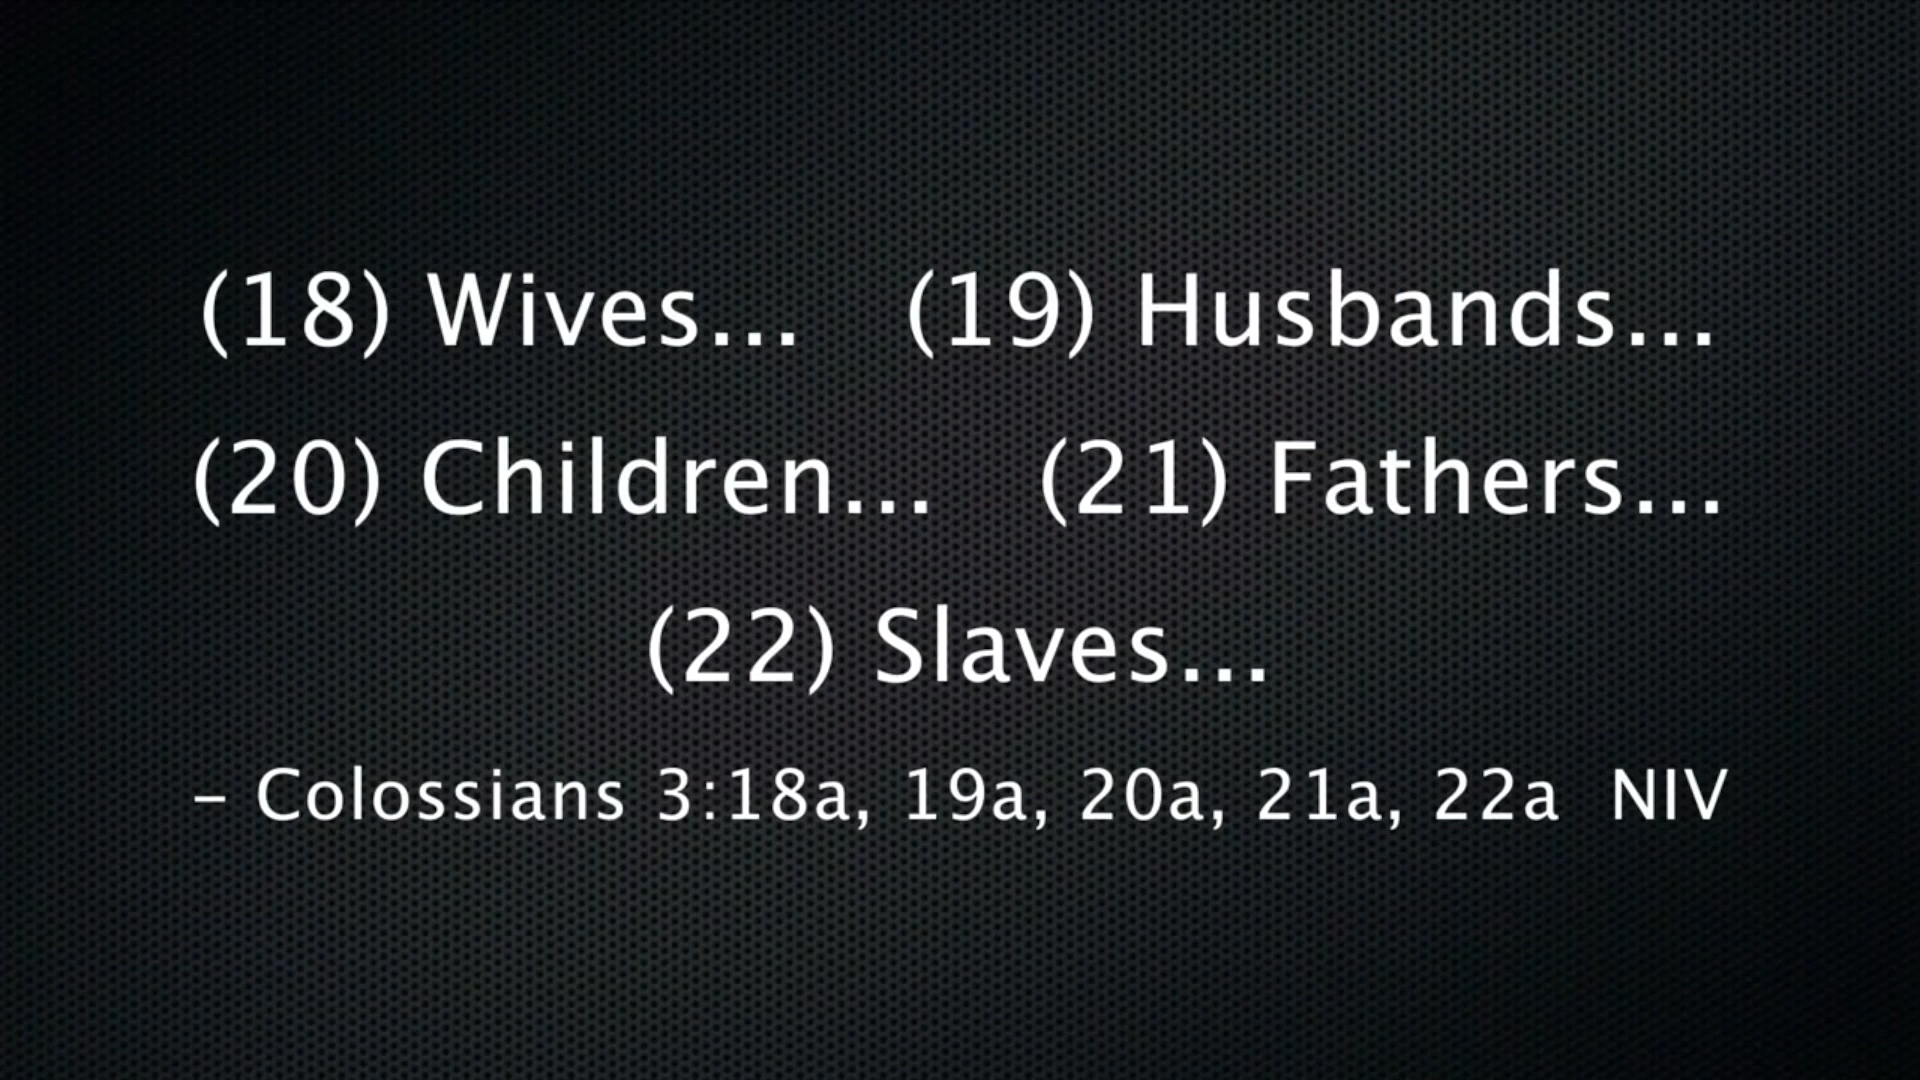 (18) Wives... (19) Husbands...
(20) Children... (21) Fathers...
(22) Slaves...
– Colossians 3:18a, 19a, 20a, 21a, 22a NIV